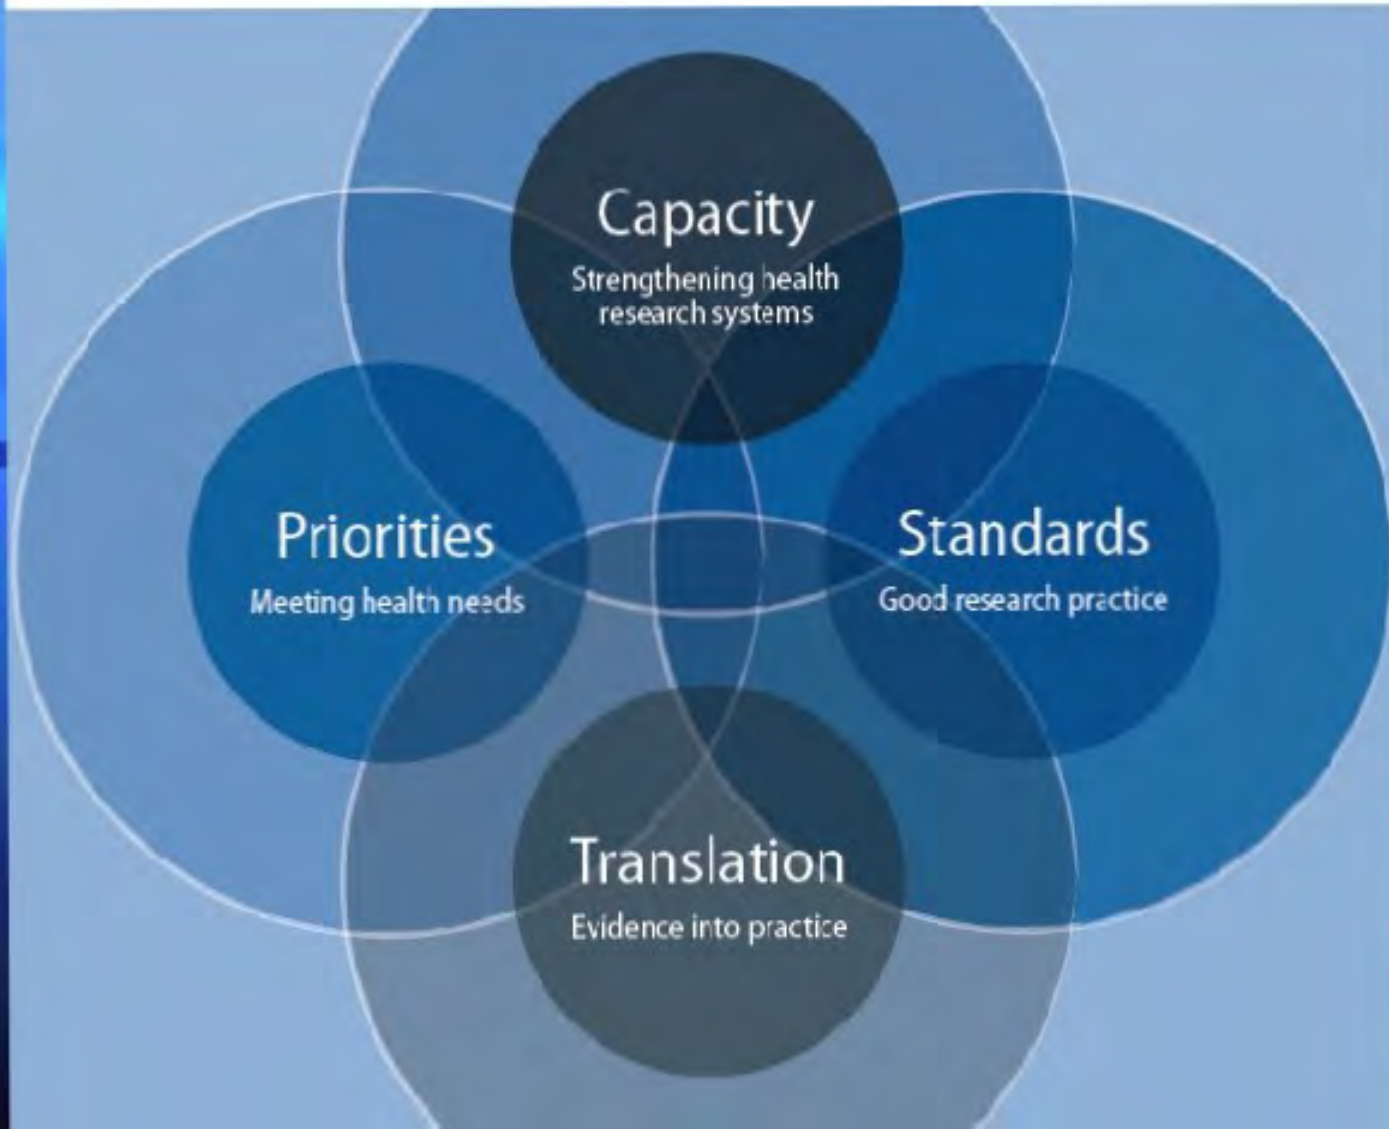 Capacity
Strengthening health
research systems
Priorities
Meeting health needs
Standards
Good research practice
Translation
Evidence into practice